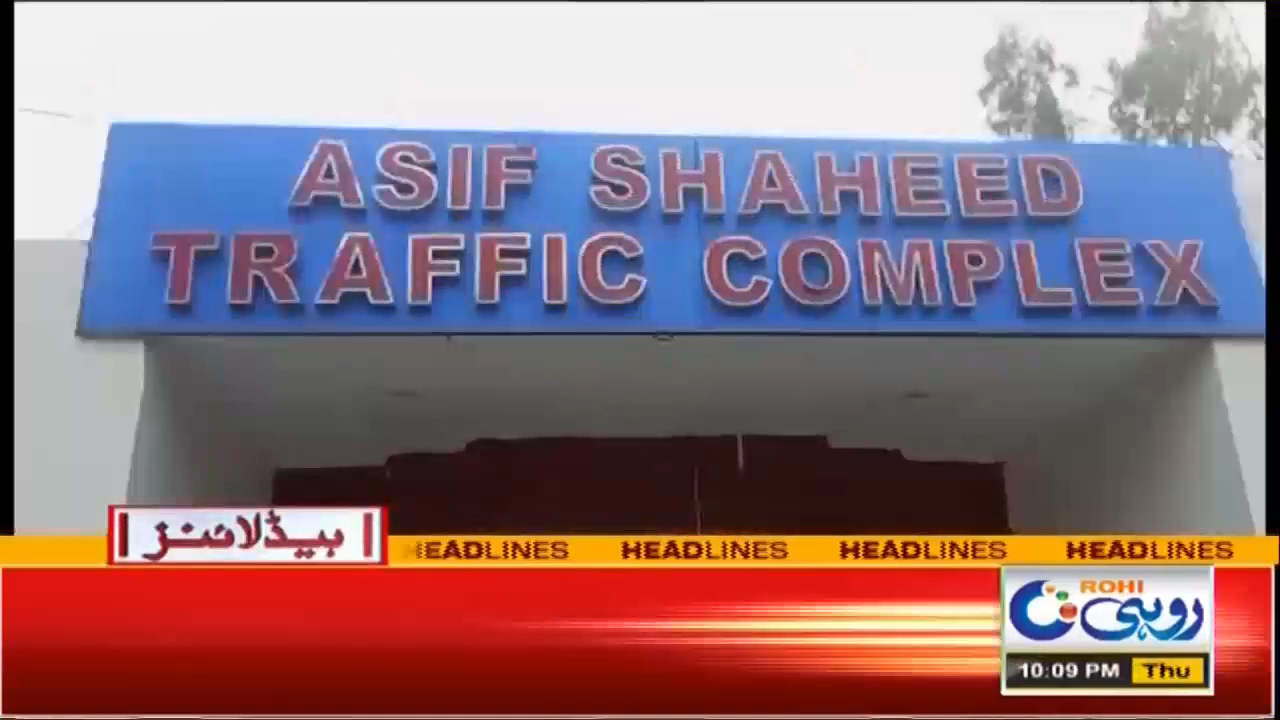 ASIF SHAHEED
TRAFFIC COMPLEX
ہیڈلائنز
HEADLINES HEADLINES HEADLINES HEADLINES
ROHI
روہی
10:09 PM Thu